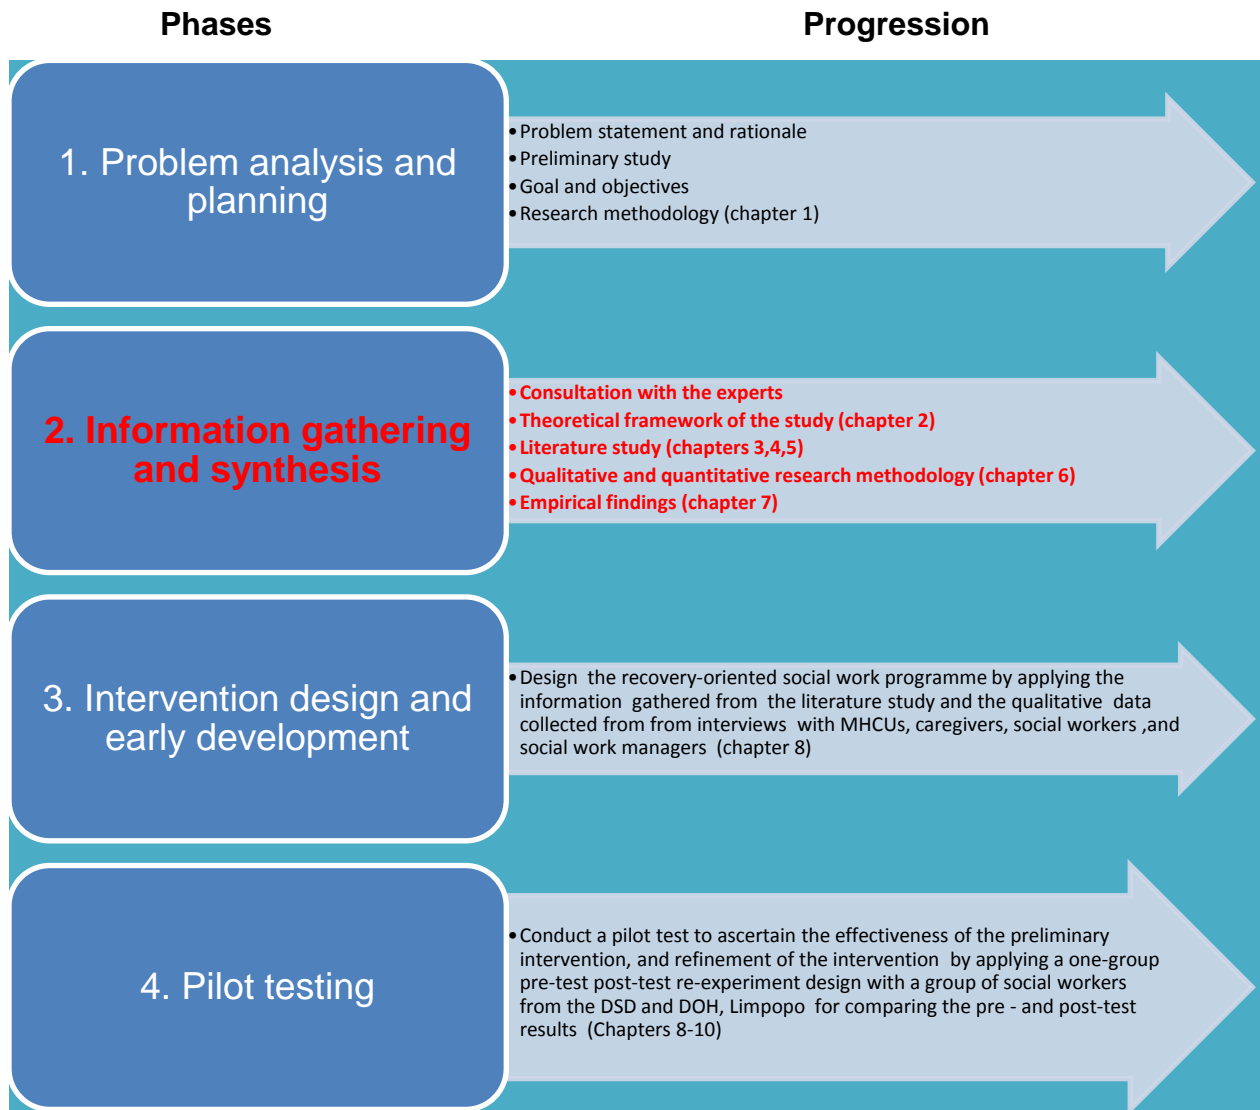 Phases
Progression
1. Problem analysis and
planning
•Problem statement and rationale
•Preliminary study
•Goal and objectives
•Research methodology (chapter 1)
2. Information gathering
and synthesis
•Consultation with the experts
•Theoretical framework of the study (chapter 2)
•Literature study (chapters 3,4,5)
•Qualitative and quantitative research methodology (chapter 6)
•Empirical findings (chapter 7)
3. Intervention design and
early development
•Design the recovery-oriented social work programme by applying the
information gathered from the literature study and the qualitative data
collected from from interviews with MHCUs, caregivers, social workers ,and
social work managers (chapter 8)
4. Pilot testing
•Conduct a pilot test to ascertain the effectiveness of the preliminary
intervention, and refinement of the intervention by applying a one-group
pre-test post-test re-experiment design with a group of social workers
from the DSD and DOH, Limpopo for comparing the pre - and post-test
results (Chapters 8-10)